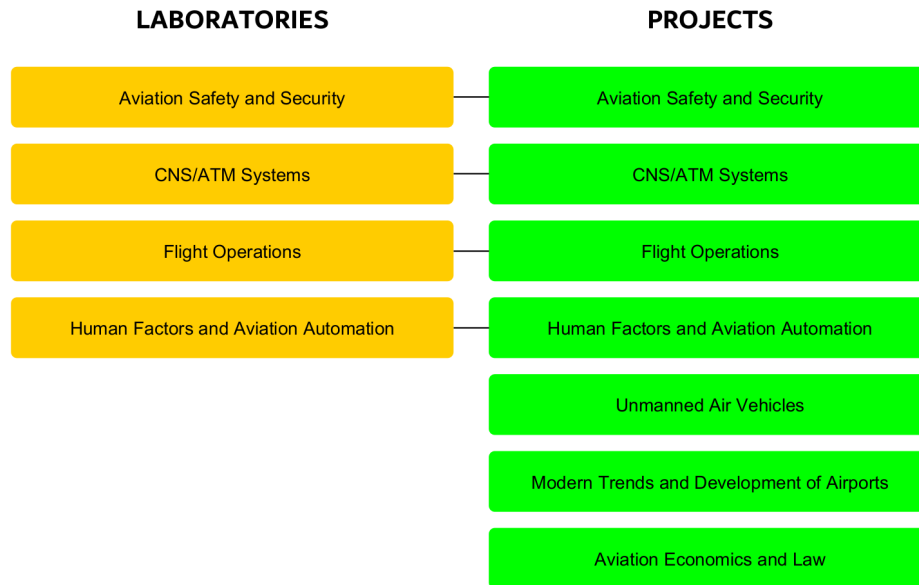 LABORATORIES
PROJECTS
Aviation Safety and Security
Aviation Safety and Security
CNS/ATM Systems
CNS/ATM Systems
Flight Operations
Flight Operations
Human Factors and Aviation Automation
Human Factors and Aviation Automation
Unmanned Air Vehicles
Modern Trends and Development of Airports
Aviation Economics and Law